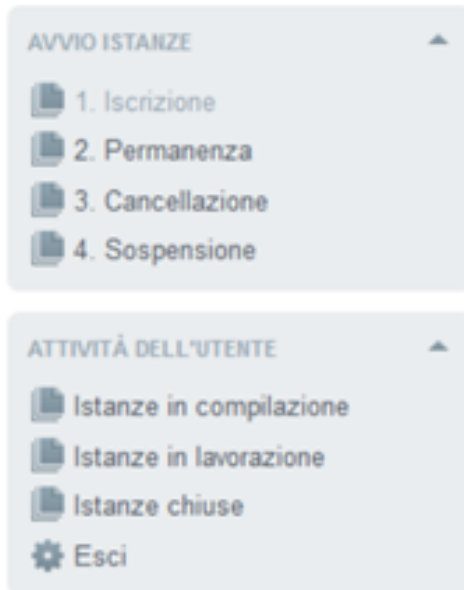 AVVIO ISTANZE
1. Iscrizione
2. Permanenza
3. Cancellazione
4. Sospensione
ATTIVITÀ DELL'UTENTE
Istanze in compilazione
Istanze in lavorazione
Istanze chiuse
Esci